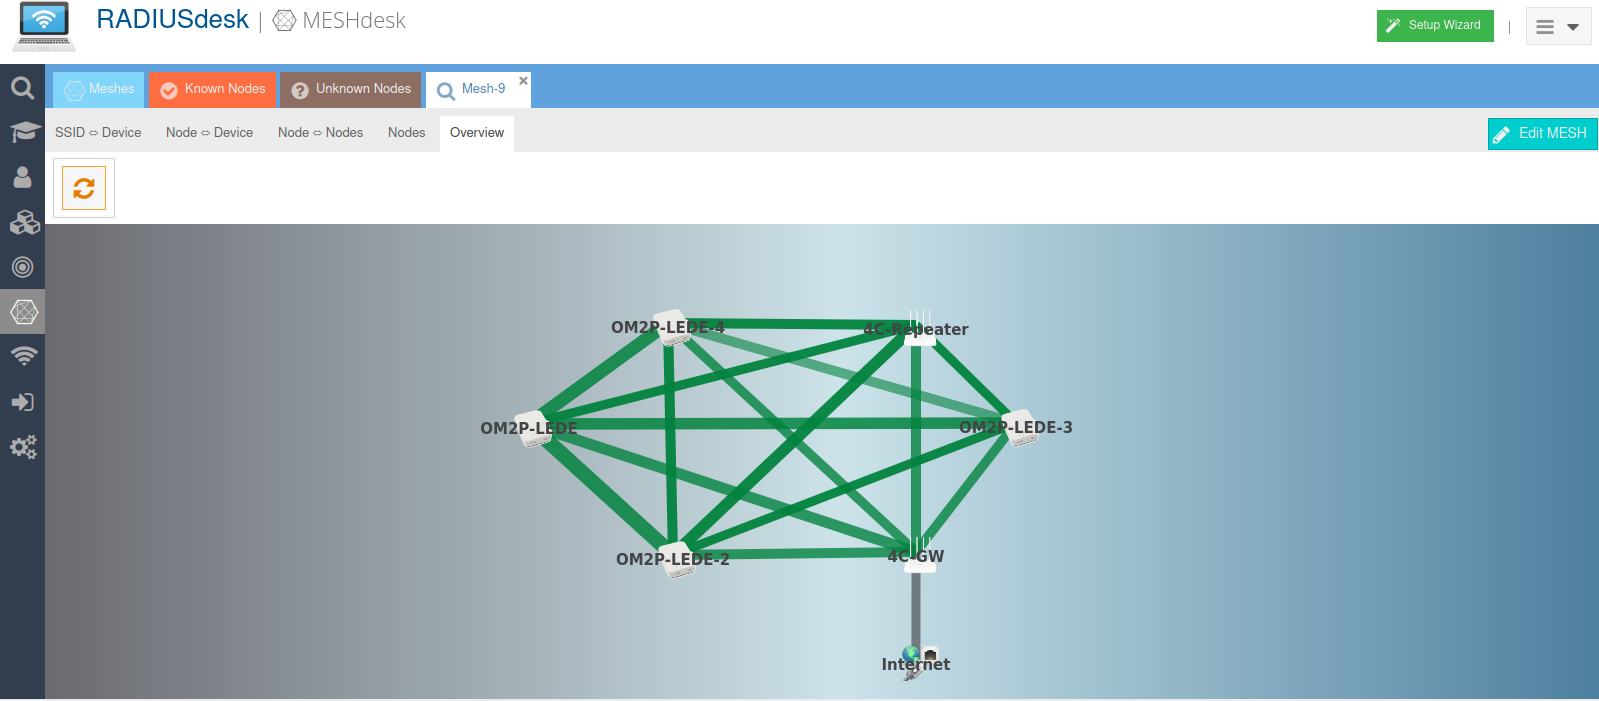 RADIUSdesk | MESHdesk
Setup Wizard |
Meshes Known Nodes Unknown Nodes Mesh-9
SSID ⇔ Device Node ⇔ Device Node ⇔ Nodes Nodes Overview
Edit MESH
OM2P-LEDE-4 4C-Repeater
OM2P-LEDE OM2P-LEDE-3
OM2P-LEDE-2 4C-GW
Internet